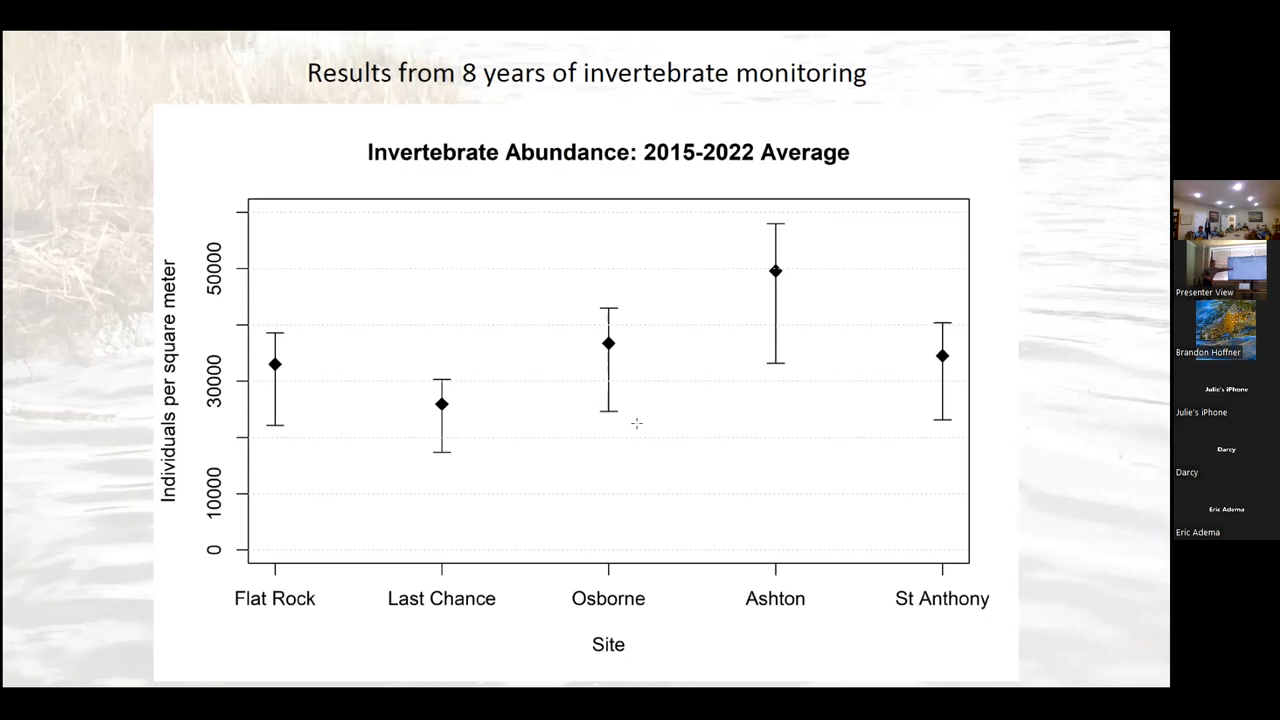 Results from 8 years of invertebrate monitoring
Invertebrate Abundance: 2015-2022 Average
Individuals per square meter
50000
30000
10000
0
Flat Rock
Last Chance
Osborne
Ashton
St Anthony
Site
Presenter View
Brandon Hoffner
Julie's iPhone
Julie's iPhone
Darcy
Darcy
Eric Adema
Eric Adema